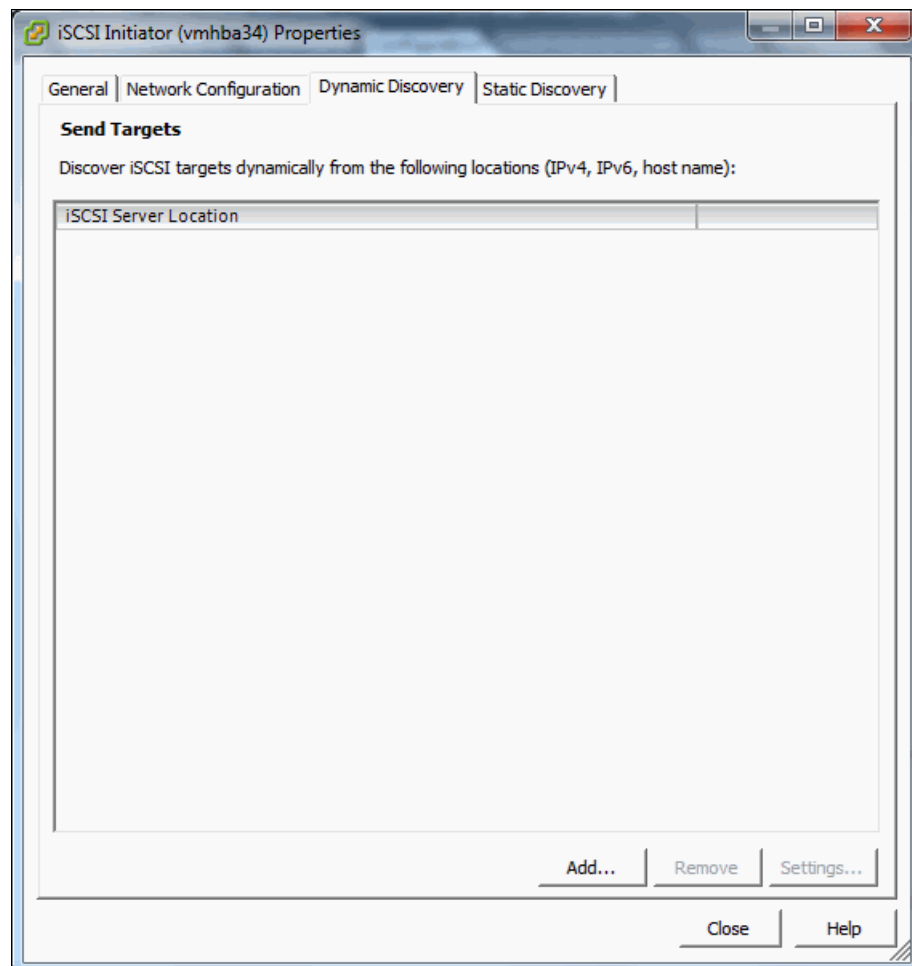 iSCSI Initiator (vmhba34) Properties
General Network Configuration Dynamic Discovery Static Discovery
Send Targets
Discover iSCSI targets dynamically from the following locations (IPv4, IPv6, host name):
iSCSI Server Location
Add... Remove Settings...
Close Help